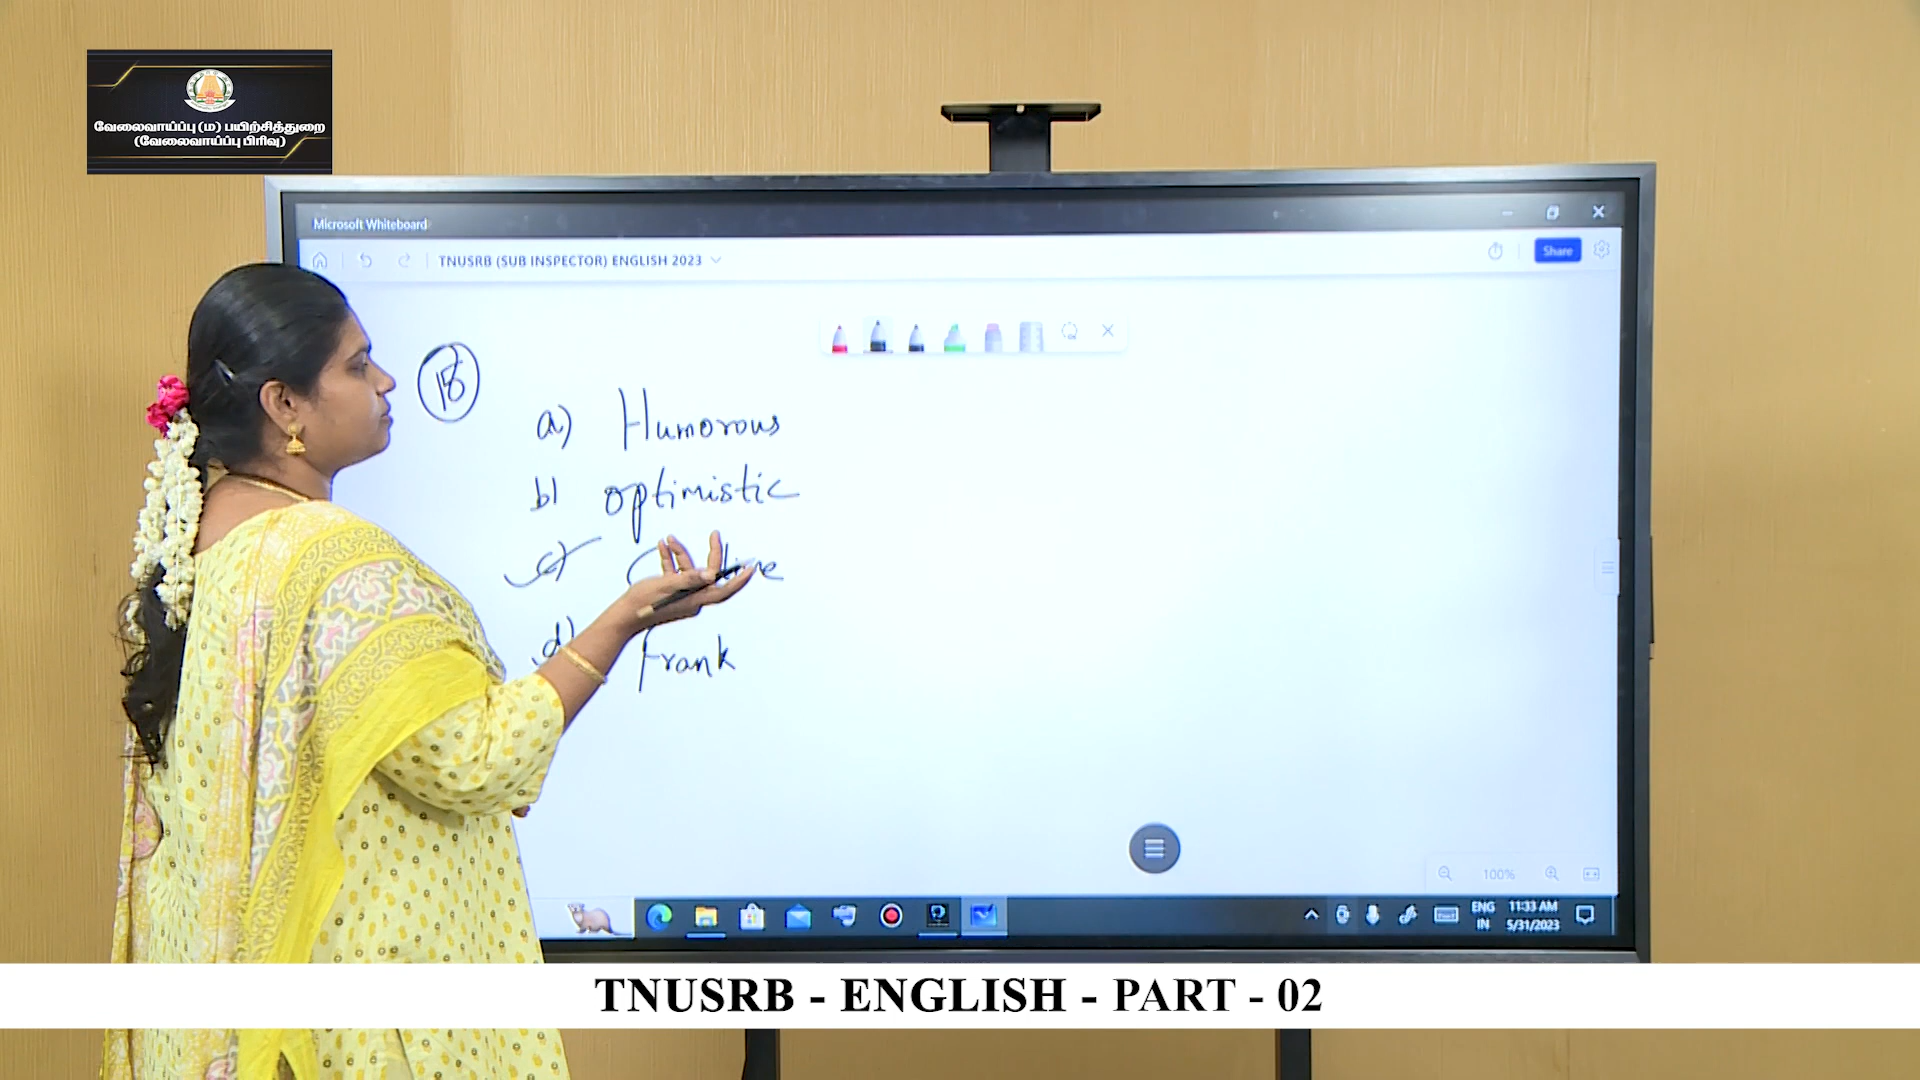 வேலைவாய்ப்பு (ம) பயிற்சித்துறை
(வேலைவாய்ப்பு பிரிவு)
Microsoft Whiteboard
TNUSRB (SUB INSPECTOR) ENGLISH 2023
Share
18
a) Humorous
b) optimistic
c)
d) Frank
100%
ENG
IN
11:33 AM
5/31/2023
TNUSRB - ENGLISH - PART - 02